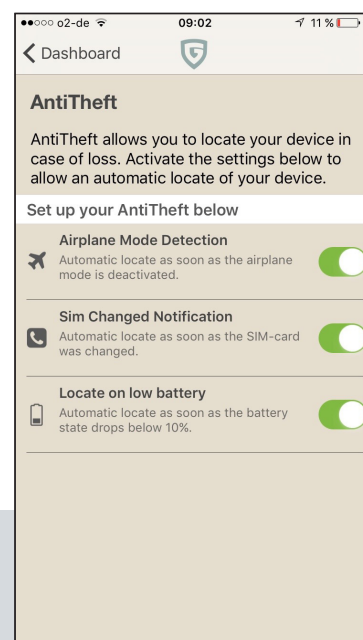 o2-de 09:02 11 %
Dashboard
AntiTheft
AntiTheft allows you to locate your device in
case of loss. Activate the settings below to
allow an automatic locate of your device.
Set up your AntiTheft below
Airplane Mode Detection
Automatic locate as soon as the airplane
mode is deactivated.
Sim Changed Notification
Automatic locate as soon as the SIM-card
was changed.
Locate on low battery
Automatic locate as soon as the battery
state drops below 10%.